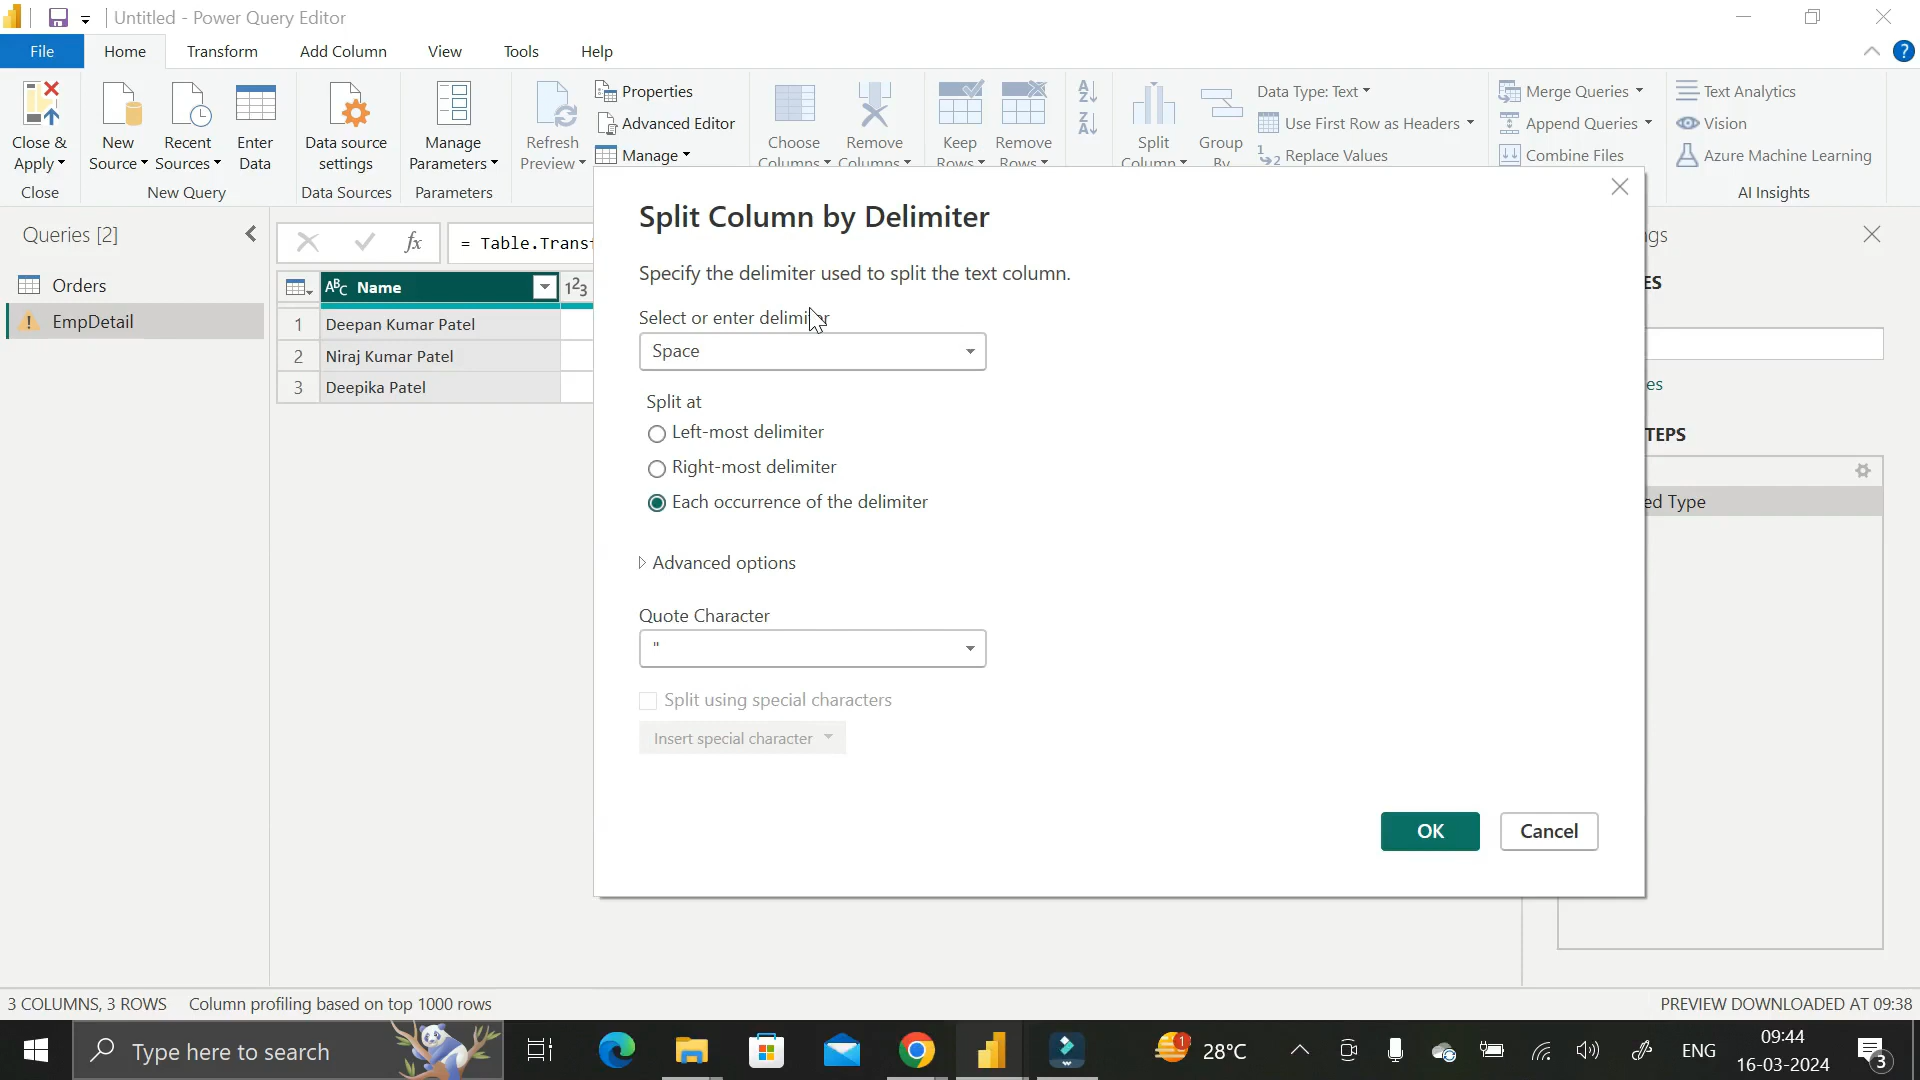 Untitled - Power Query Editor
File
Home
Transform
Add Column
View
Tools
Help
Close &
Apply
New
Source
Recent
Sources
Enter
Data
Data source
settings
Manage
Parameters
Refresh
Preview
Properties
Advanced Editor
Manage
Choose
Columns
Remove
Columns
Keep
Rows
Remove
Rows
Split
Column
Group
By
Data Type: Text
Use First Row as Headers
Replace Values
Merge Queries
Append Queries
Combine Files
Text Analytics
Vision
Azure Machine Learning
Close
New Query
Data Sources
Parameters
AI Insights
Queries [2]
Orders
EmpDetail
fx
= Table.Transf
ABC Name
123
1 Deepan Kumar Patel
2 Niraj Kumar Patel
3 Deepika Patel
Split Column by Delimiter
Specify the delimiter used to split the text column.
Select or enter delimiter
Space
Split at
Left-most delimiter
Right-most delimiter
Each occurrence of the delimiter
Advanced options
Quote Character
"
Split using special characters
Insert special character
OK
Cancel
ngs
ES
es
TEPS
ed Type
3 COLUMNS, 3 ROWS
Column profiling based on top 1000 rows
PREVIEW DOWNLOADED AT 09:38
Type here to search
1
28°C
ENG
09:44
16-03-2024
3